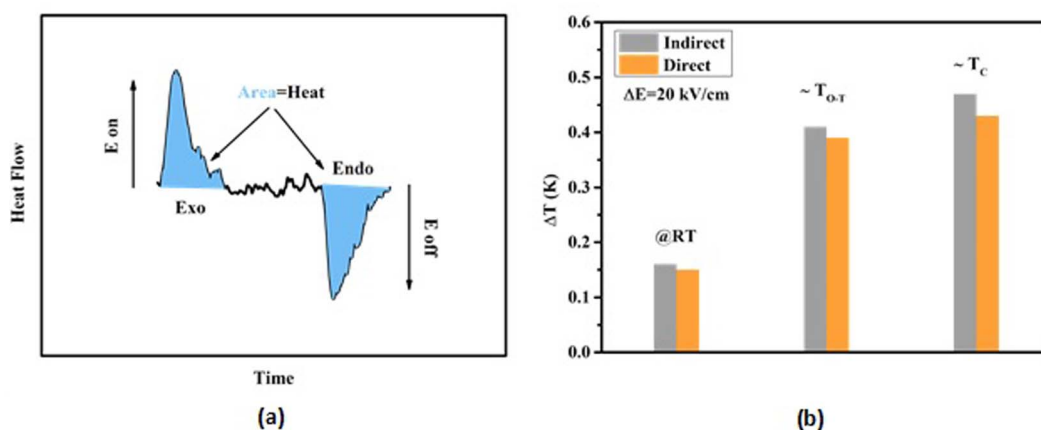 Heat Flow
E on
Area=Heat
Exo
Endo
E off
Time
(a)
ΔT (K)
0.6
0.5
0.4
0.3
0.2
0.1
0.0
Indirect
Direct
ΔE=20 kV/cm
@RT
~ T_O-T
~ T_C
(b)